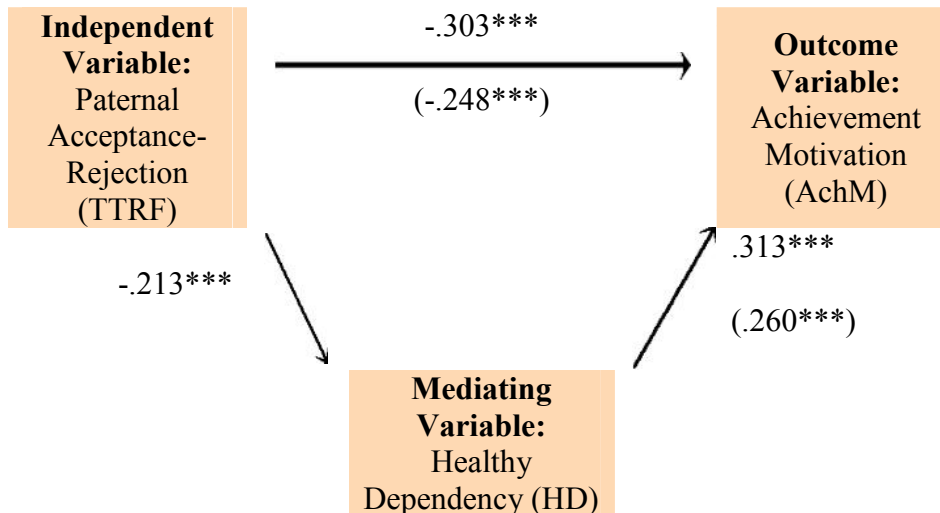 Independent
Variable:
Paternal
Acceptance-
Rejection
(TTRF)
-.303***
(-.248***)
Outcome
Variable:
Achievement
Motivation
(AchM)
-.213***
.313***
(.260***)
Mediating
Variable:
Healthy
Dependency (HD)